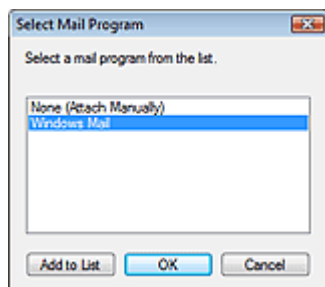 Select Mail Program
Select a mail program from the list.
None (Attach Manually)
Windows Mail
Add to List
OK
Cancel